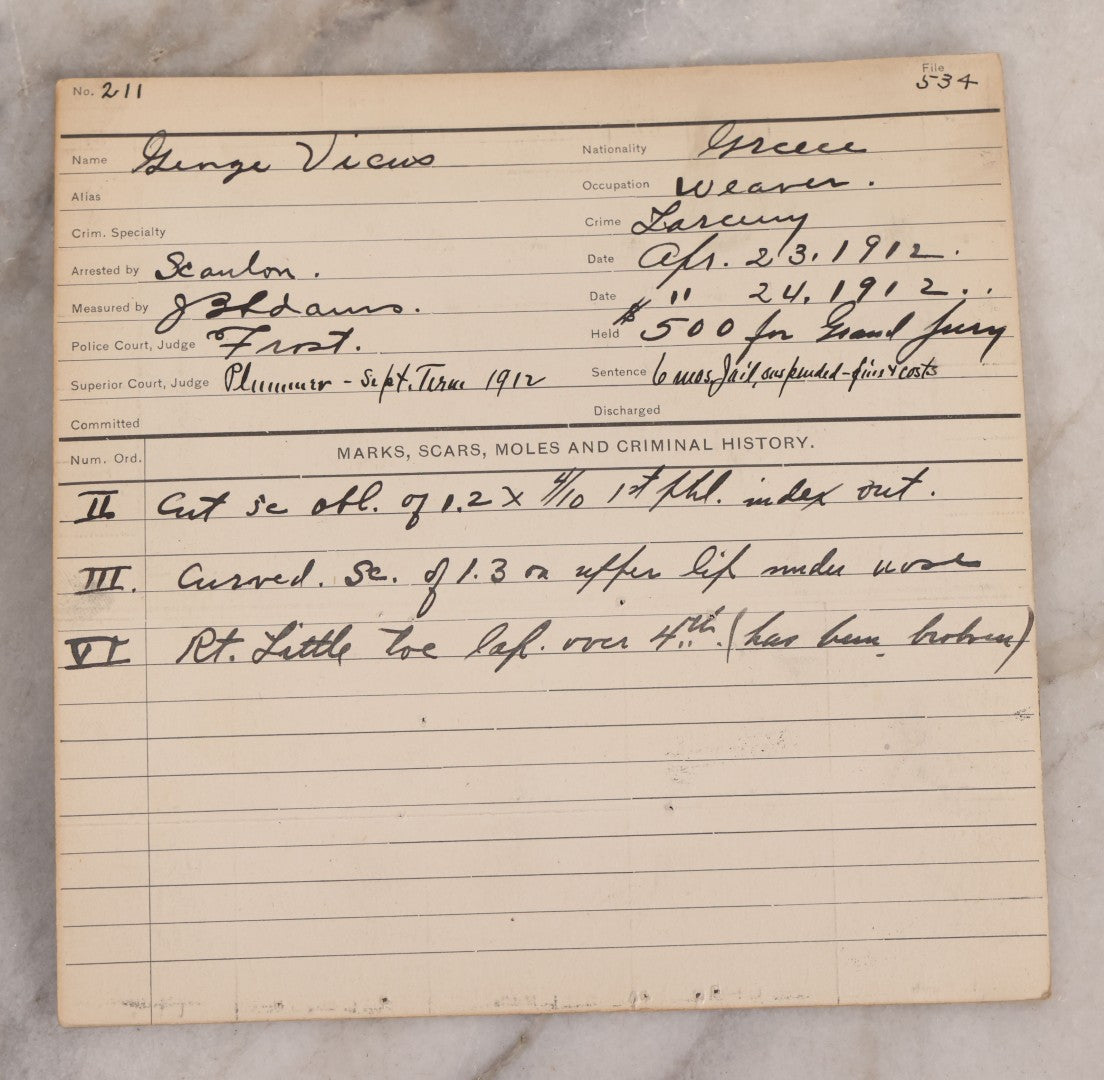 No. 211 File 534
Name George Vicus Nationality Greece
Alias Occupation Weaver.
Crim. Specialty Crime Larceny
Arrested by Scanlon. Date Apr. 23. 1912.
Measured by J B Adams. Date " 24. 1912..
Police Court, Judge Frost. Held $500 for Grand Jury
Superior Court, Judge Plummer - Sept. Term 1912 Sentence 6 mos. Jail, suspended - fine & costs
Committed Discharged
Num. Ord. MARKS, SCARS, MOLES AND CRIMINAL HISTORY.
II Cut sc obl. of 1.2 x 4/10 1st phl. index out.
III. Curved. Sc. of 1.3 on upper lip under nose
VI Rt. Little toe lap. over 4th. (has been broken)